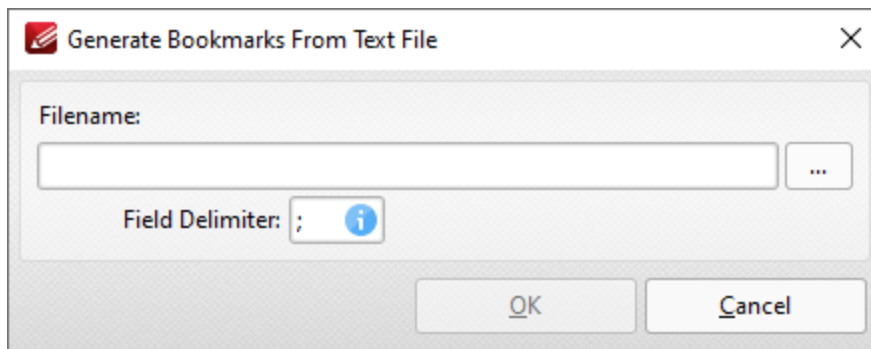 Generate Bookmarks From Text File
Filename:
...
Field Delimiter: ; i
OK Cancel